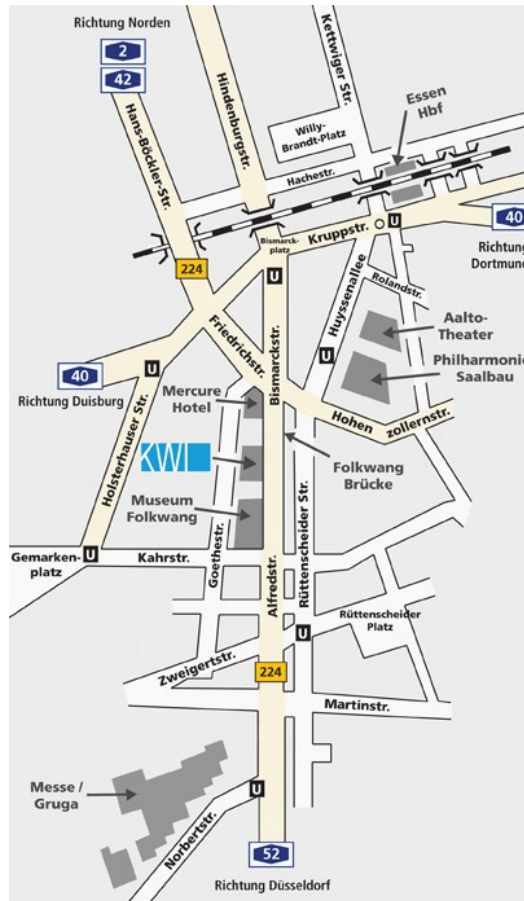 Richtung Norden
2
42
Hans-Böckler-Str.
Hindenburgstr.
Kettwiger Str.
Willy-
Brandt-Platz
Essen
Hbf
Hachestr.
Bismarck-
platz
Kruppstr.
U
40
Richtung
Dortmund
224
U
Rolandstr.
Huyssenallee
Aalto-
Theater
Friedrichstr.
Bismarckstr.
U
U
Philharmonie
Saalbau
40
Richtung Duisburg
Mercure
Hotel
Hohen
zollernstr.
Holsterhauser Str.
KWI
Folkwang
Brücke
Museum
Folkwang
Rüttenscheider Str.
U
Gemarken-
platz
Kahrstr.
Goethestr.
Alfredstr.
Rüttenscheider
Platz
U
Zweigertstr.
224
Martinstr.
Messe /
Gruga
U
Norbertstr.
52
Richtung Düsseldorf